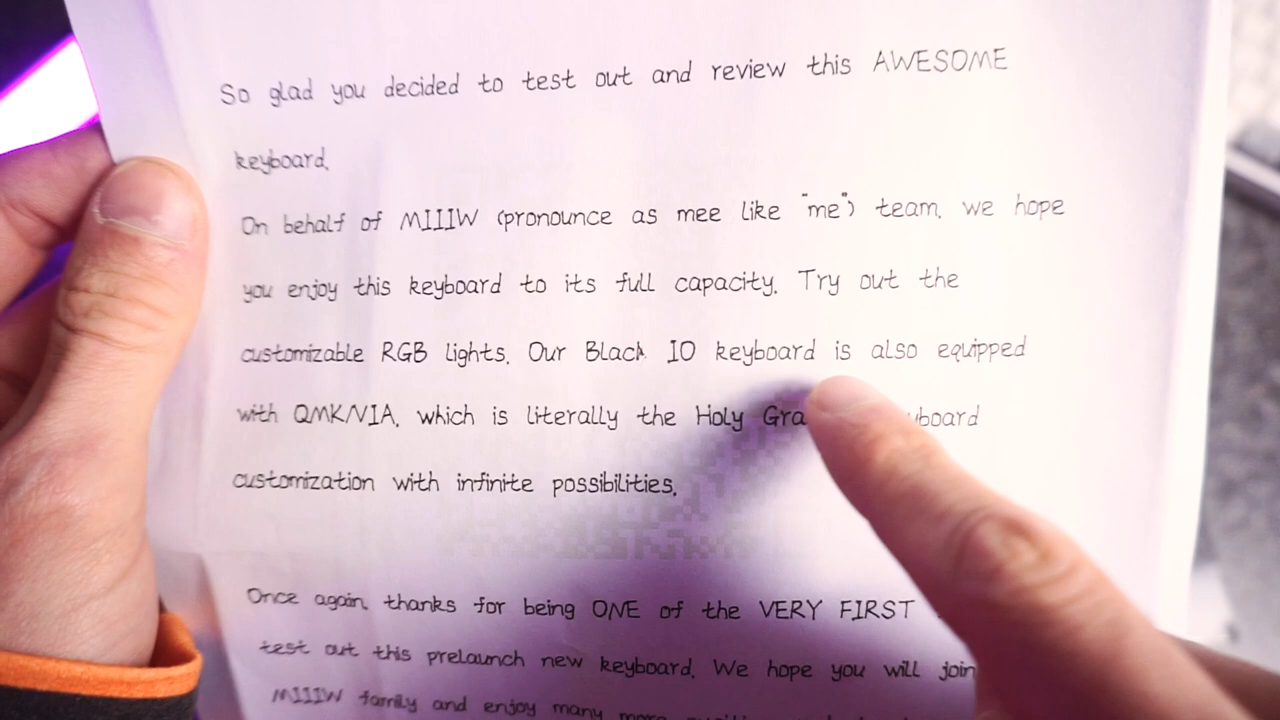 So glad you decided to test out and review this AWESOME
keyboard.
On behalf of MIIIW (pronounce as mee like "me") team, we hope
you enjoy this keyboard to its full capacity. Try out the
customizable RGB lights. Our Black IO keyboard is also equipped
with QMK/VIA, which is literally the Holy
customization with infinite possibilities.
Once again, thanks for being ONE of the VERY FIRST
test out this prelaunch new keyboard. We hope you will join
MIIIW family and enjoy many more